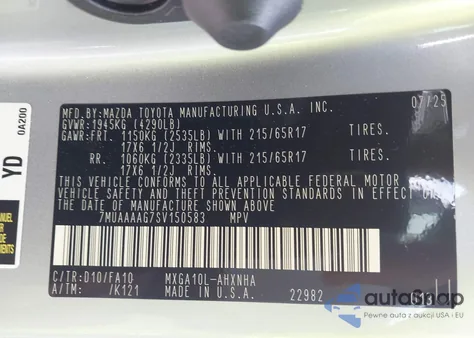 MFD.BY:MAZDA TOYOTA MANUFACTURING U.S.A. INC. 07/25
GVWR:1945KG (4290LB)
GAWR:FRT. 1150KG (2535LB) WITH 215/65R17 TIRES.
17X6 1/2J RIMS.
RR. 1060KG (2335LB) WITH 215/65R17 TIRES.
17X6 1/2J RIMS.
THIS VEHICLE CONFORMS TO ALL APPLICABLE FEDERAL MOTOR
VEHICLE SAFETY AND THEFT PREVENTION STANDARDS IN EFFECT ON
THE DATE OF MANUFACTURE SHOWN ABOVE.
7MUAAAAG7SV150583 MPV
C/TR:D10/FA10 MXGA10L-AHXNHA
A/TM: /K121 MADE IN U.S.A. 22982
0A200
YD
autoSnap
Pewne auta z USA i EU